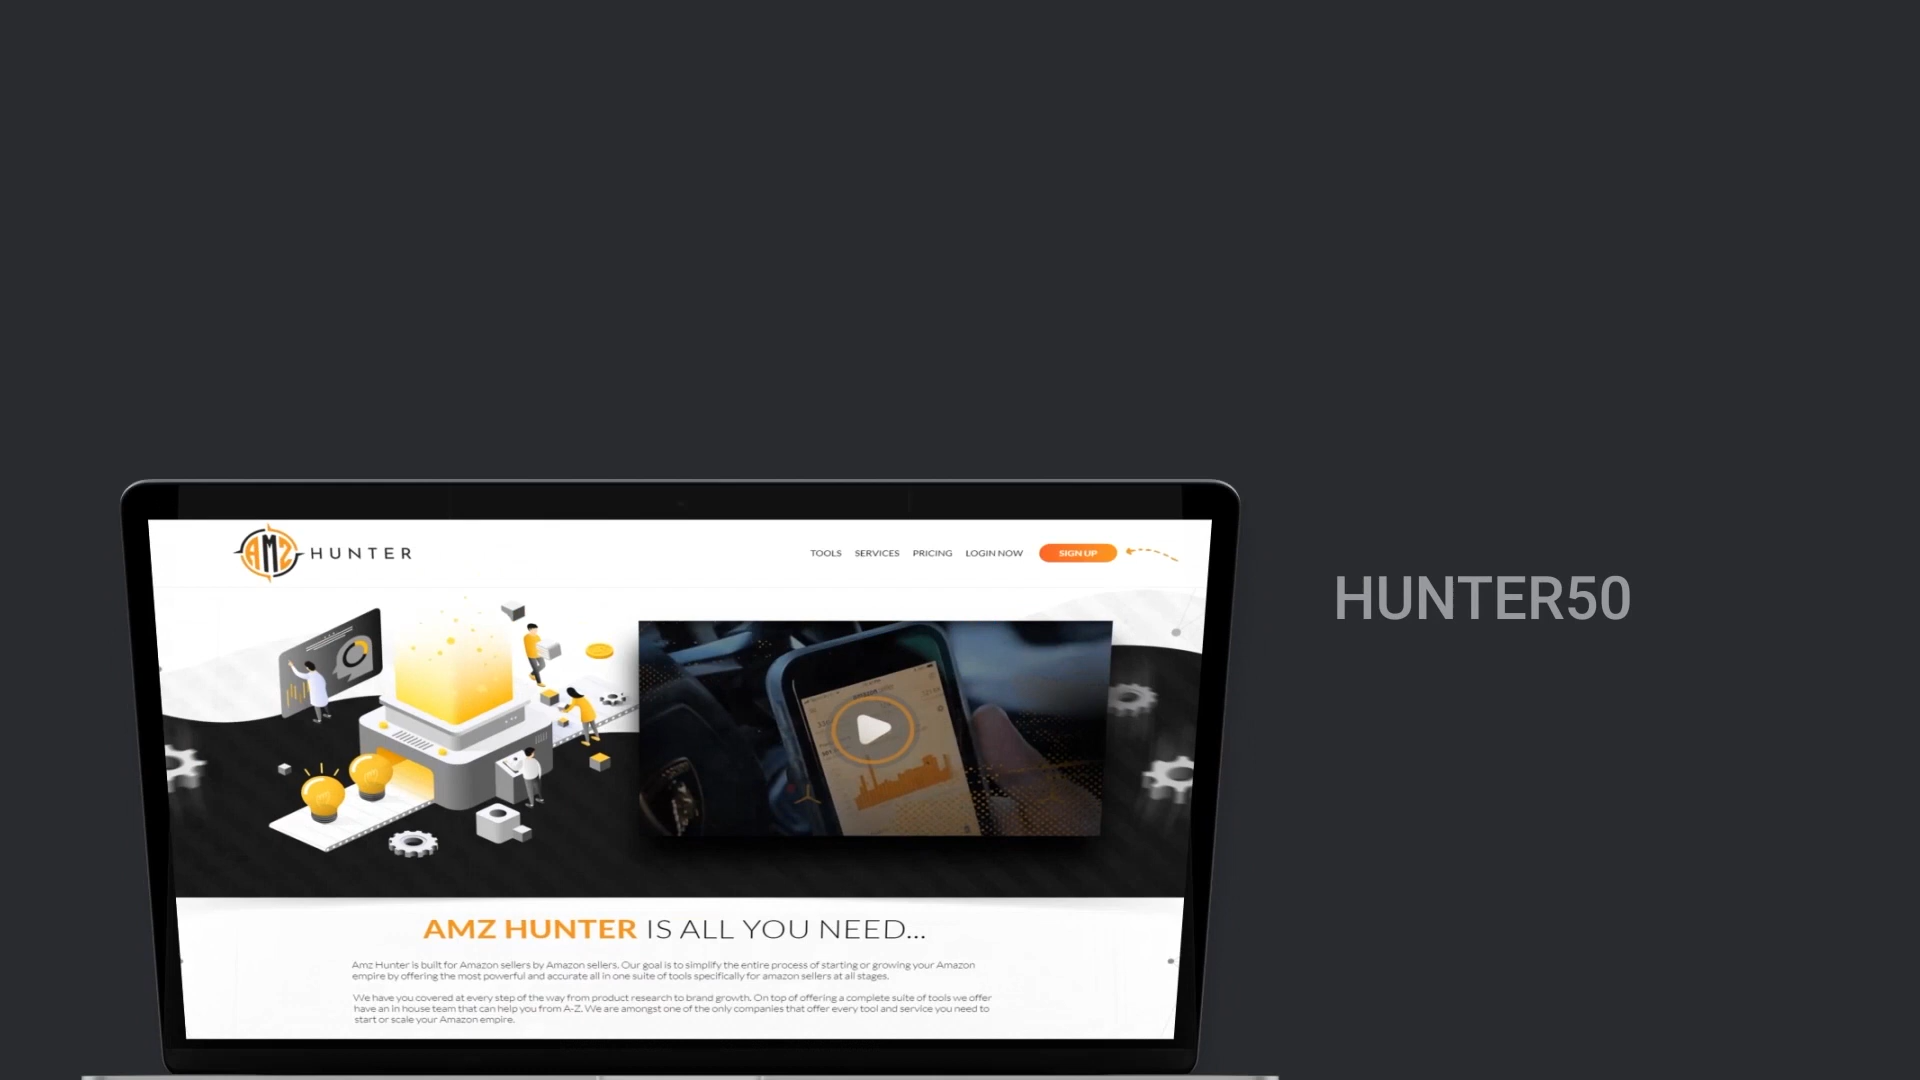 AMZ HUNTER
TOOLS SERVICES PRICING LOGIN NOW SIGN UP
HUNTER50
AMZ HUNTER IS ALL YOU NEED...
Amz Hunter is built for Amazon sellers by Amazon sellers. Our goal is to simplify the entire process of starting or growing your Amazon
empire by offering the most powerful and accurate all in one suite of tools specifically for amazon sellers at all stages.
We have you covered at every step of the way from product research to brand growth. On top of offering a complete suite of tools we offer
have an in house team that can help you from A-Z. We are amongst one of the only companies that offer every tool and service you need to
start or scale your Amazon empire.